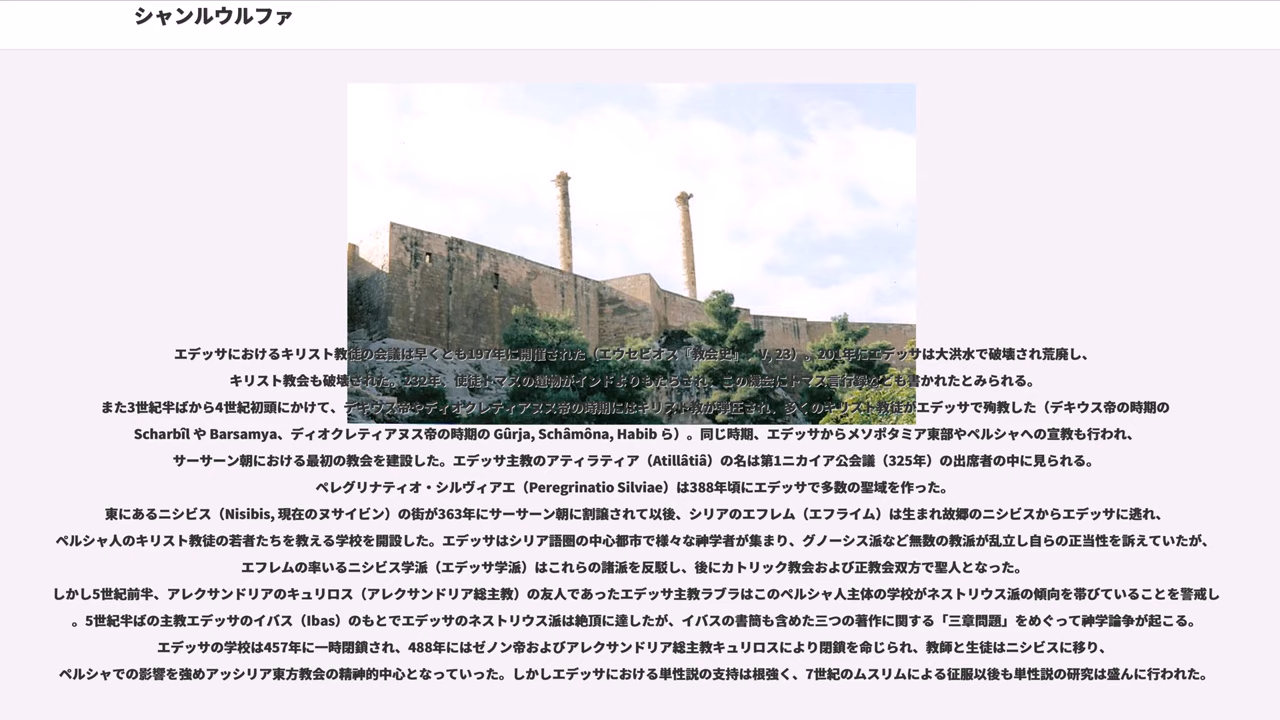 シャンルウルファ
エデッサにおけるキリスト教徒の会議は早くとも197年に開催された（エウセビオス『教会史』、V, 23）。201年にエデッサは大洪水で破壊され荒廃し、
キリスト教会も破壊された。232年、使徒トマスの遺物がインドよりもたらされ、この機会にトマス言行録なども書かれたとみられる。
また3世紀半ばから4世紀初頭にかけて、デキウス帝やディオクレティアヌス帝の時期にはキリスト教が弾圧され、多くのキリスト教徒がエデッサで殉教した（デキウス帝の時期の
Scharbîl や Barsamya、ディオクレティアヌス帝の時期の Gûrja, Schâmôna, Habib ら）。同じ時期、エデッサからメソポタミア東部やペルシャへの宣教も行われ、
サーサーン朝における最初の教会を建設した。エデッサ主教のアティラティア（Atillâtiâ）の名は第1ニカイア公会議（325年）の出席者の中に見られる。
ペレグリナティオ・シルヴィアエ（Peregrinatio Silviae）は388年頃にエデッサで多数の聖域を作った。
東にあるニシビス（Nisibis, 現在のヌサイビン）の街が363年にサーサーン朝に割譲されて以後、シリアのエフレム（エフライム）は生まれ故郷のニシビスからエデッサに逃れ、
ペルシャ人のキリスト教徒の若者たちを教える学校を開設した。エデッサはシリア語圏の中心都市で様々な神学者が集まり、グノーシス派など無数の教派が乱立し自らの正当性を訴えていたが、
エフレムの率いるニシビス学派（エデッサ学派）はこれらの諸派を反駁し、後にカトリック教会および正教会双方で聖人となった。
しかし5世紀前半、アレクサンドリアのキュリロス（アレクサンドリア総主教）の友人であったエデッサ主教ラブラはこのペルシャ人主体の学校がネストリウス派の傾向を帯びていることを警戒し
。5世紀半ばの主教エデッサのイバス（Ibas）のもとでエデッサのネストリウス派は絶頂に達したが、イバスの書簡も含めた三つの著作に関する「三章問題」をめぐって神学論争が起こる。
エデッサの学校は457年に一時閉鎖され、488年にはゼノン帝およびアレクサンドリア総主教キュリロスにより閉鎖を命じられ、教師と生徒はニシビスに移り、
ペルシャでの影響を強めアッシリア東方教会の精神的中心となっていった。しかしエデッサにおける単性説の支持は根強く、7世紀のムスリムによる征服以後も単性説の研究は盛んに行われた。